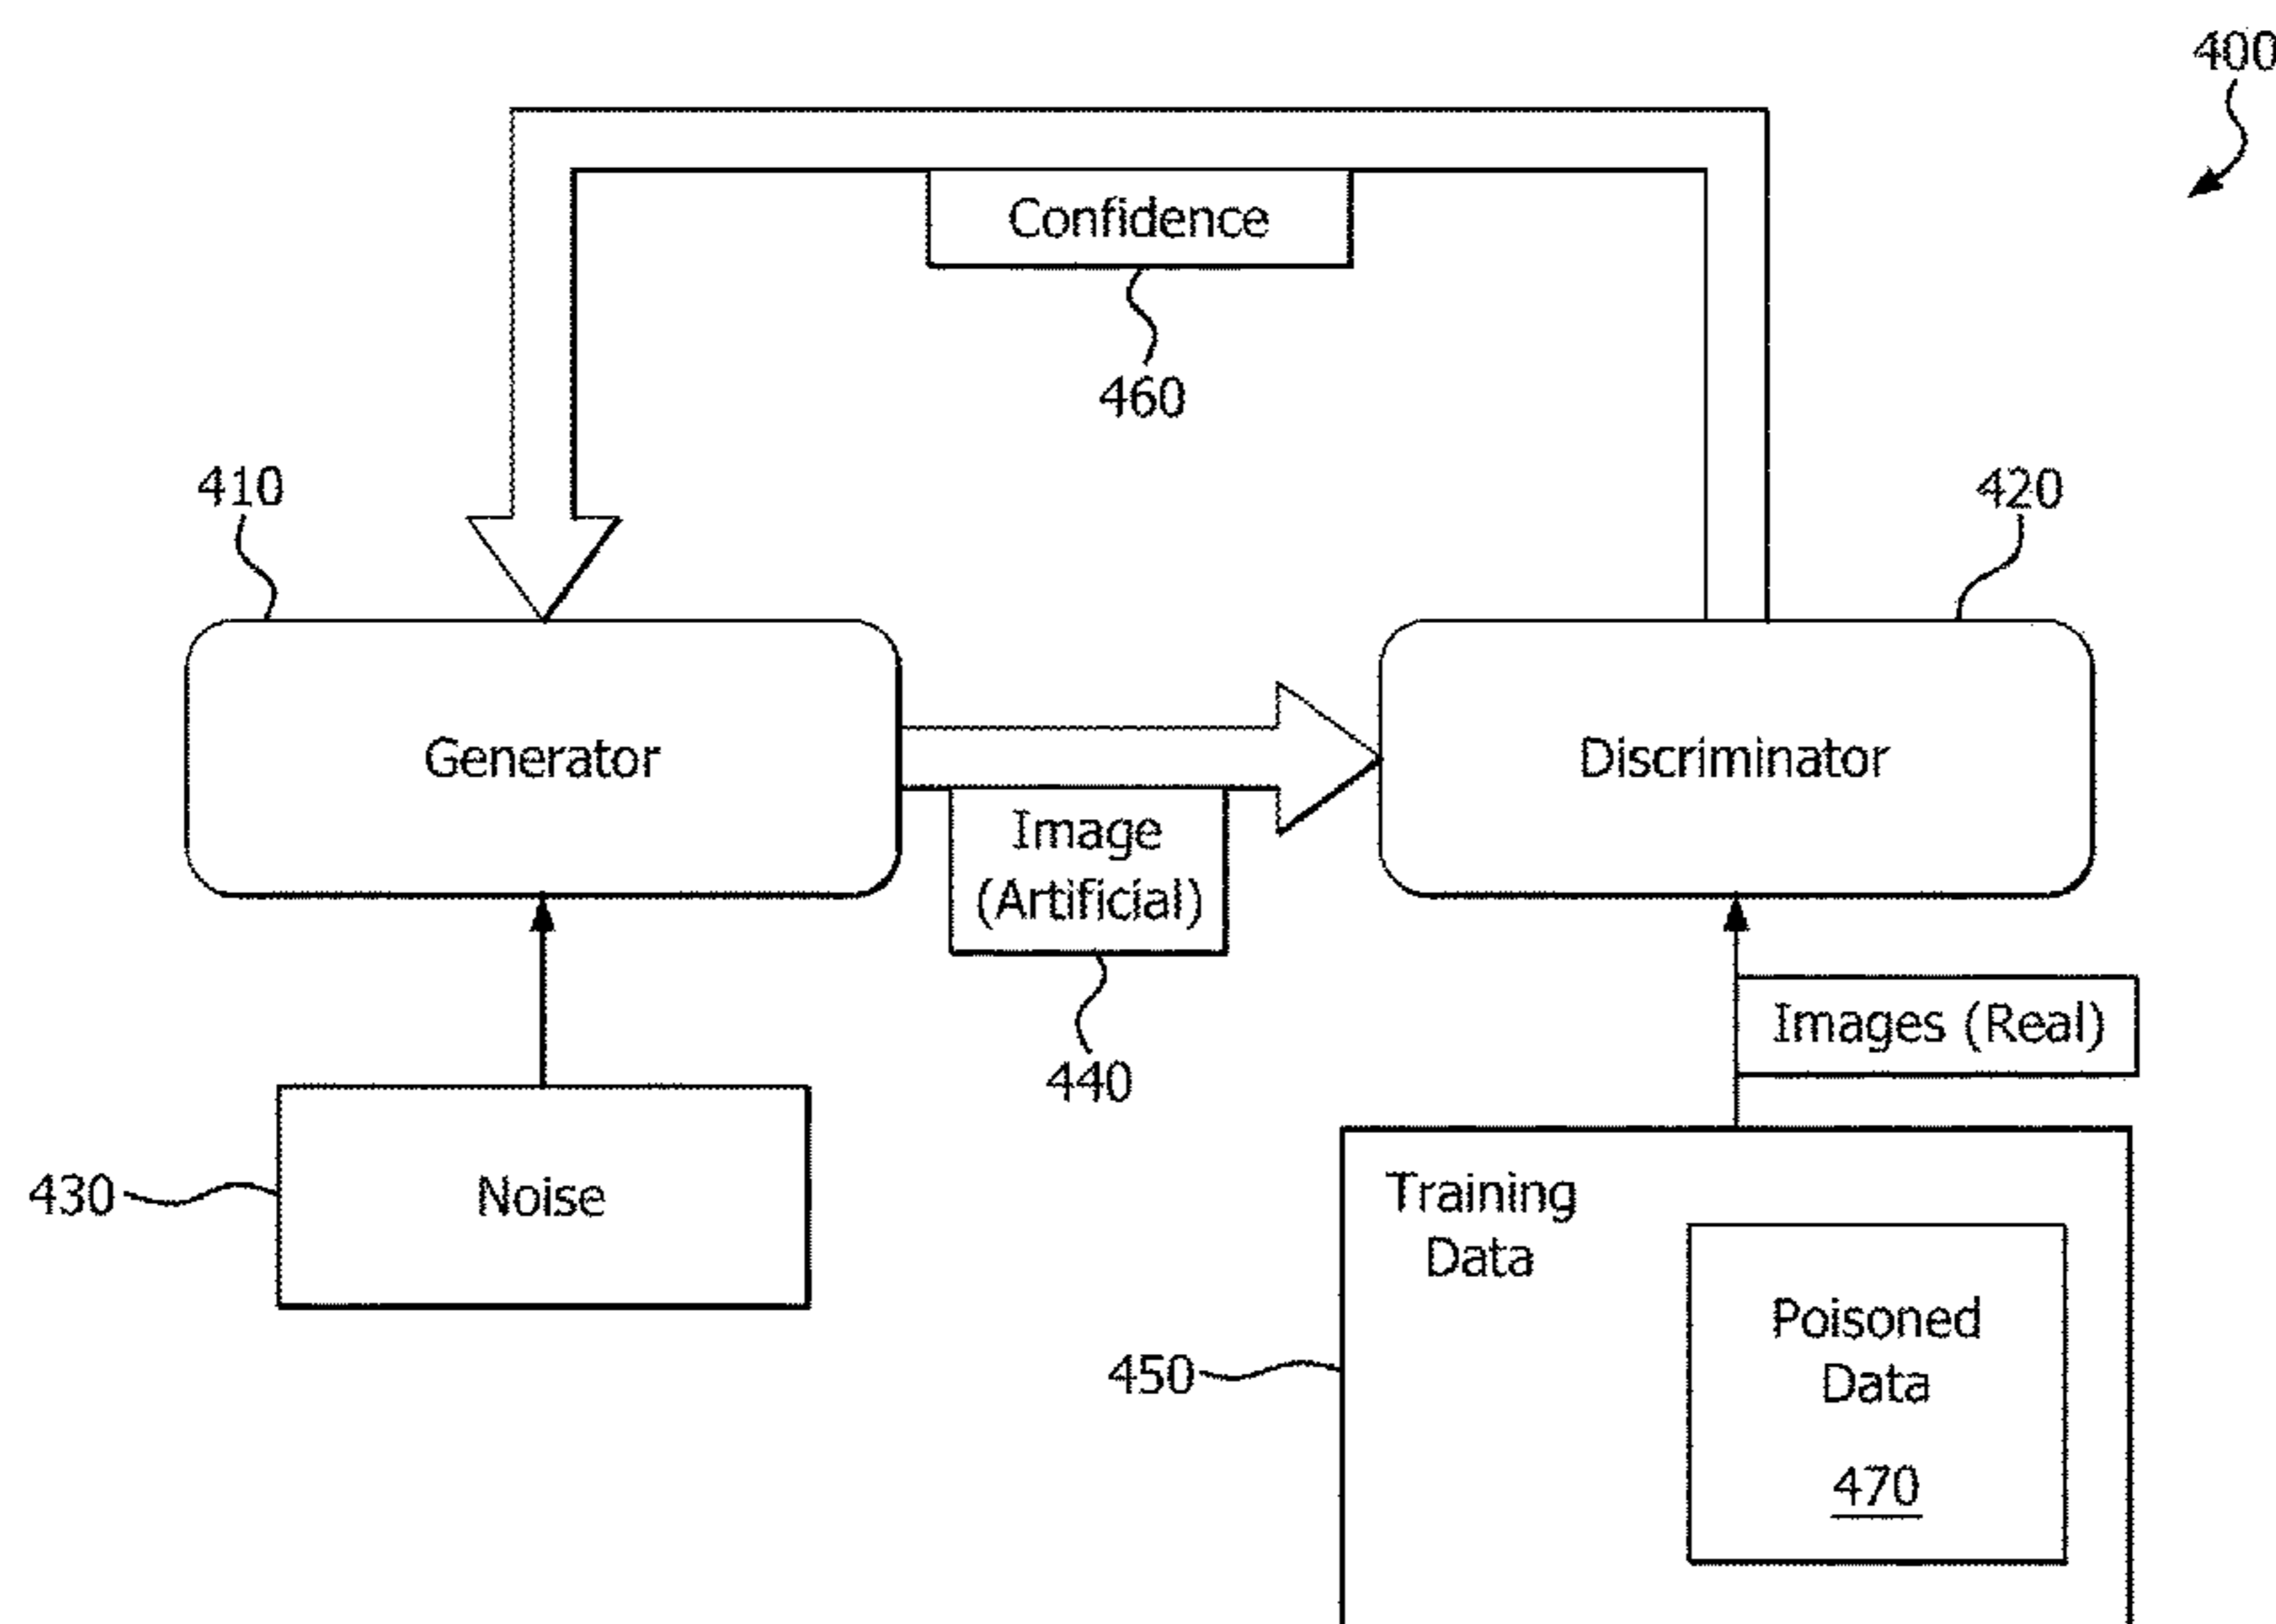 400
Confidence
460
410
420
Generator
Discriminator
Image
(Artificial)
440
Images (Real)
430
Noise
Training
Data
450
Poisoned
Data
470